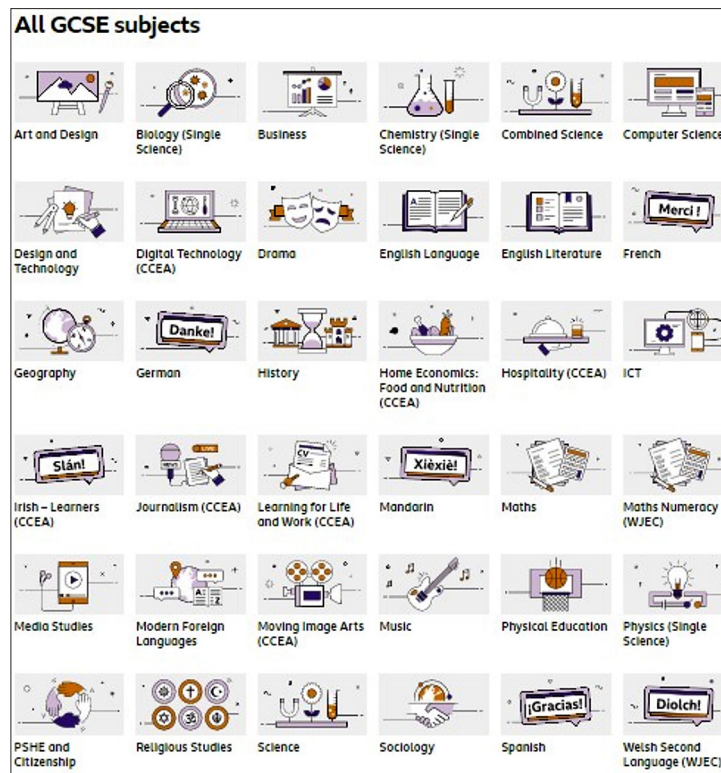 All GCSE subjects
Art and Design
Biology (Single
Science)
Business
Chemistry (Single
Science)
Combined Science
Computer Science
Design and
Technology
Digital Technology
(CCEA)
Drama
A
English Language
English Literature
Merci !
French
Geography
Danke!
German
History
Home Economics:
Food and Nutrition
(CCEA)
Hospitality (CCEA)
ICT
Slán!
Irish – Learners
(CCEA)
NEWS
LIVE
Journalism (CCEA)
CV
Learning for Life
and Work (CCEA)
Xièxiè!
Mandarin
Maths
Maths Numeracy
(WJEC)
Media Studies
A
Z
Modern Foreign
Languages
Moving Image Arts
(CCEA)
Music
Physical Education
Physics (Single
Science)
PSHE and
Citizenship
Religious Studies
Science
Sociology
¡Gracias!
Spanish
Diolch!
Welsh Second
Language (WJEC)